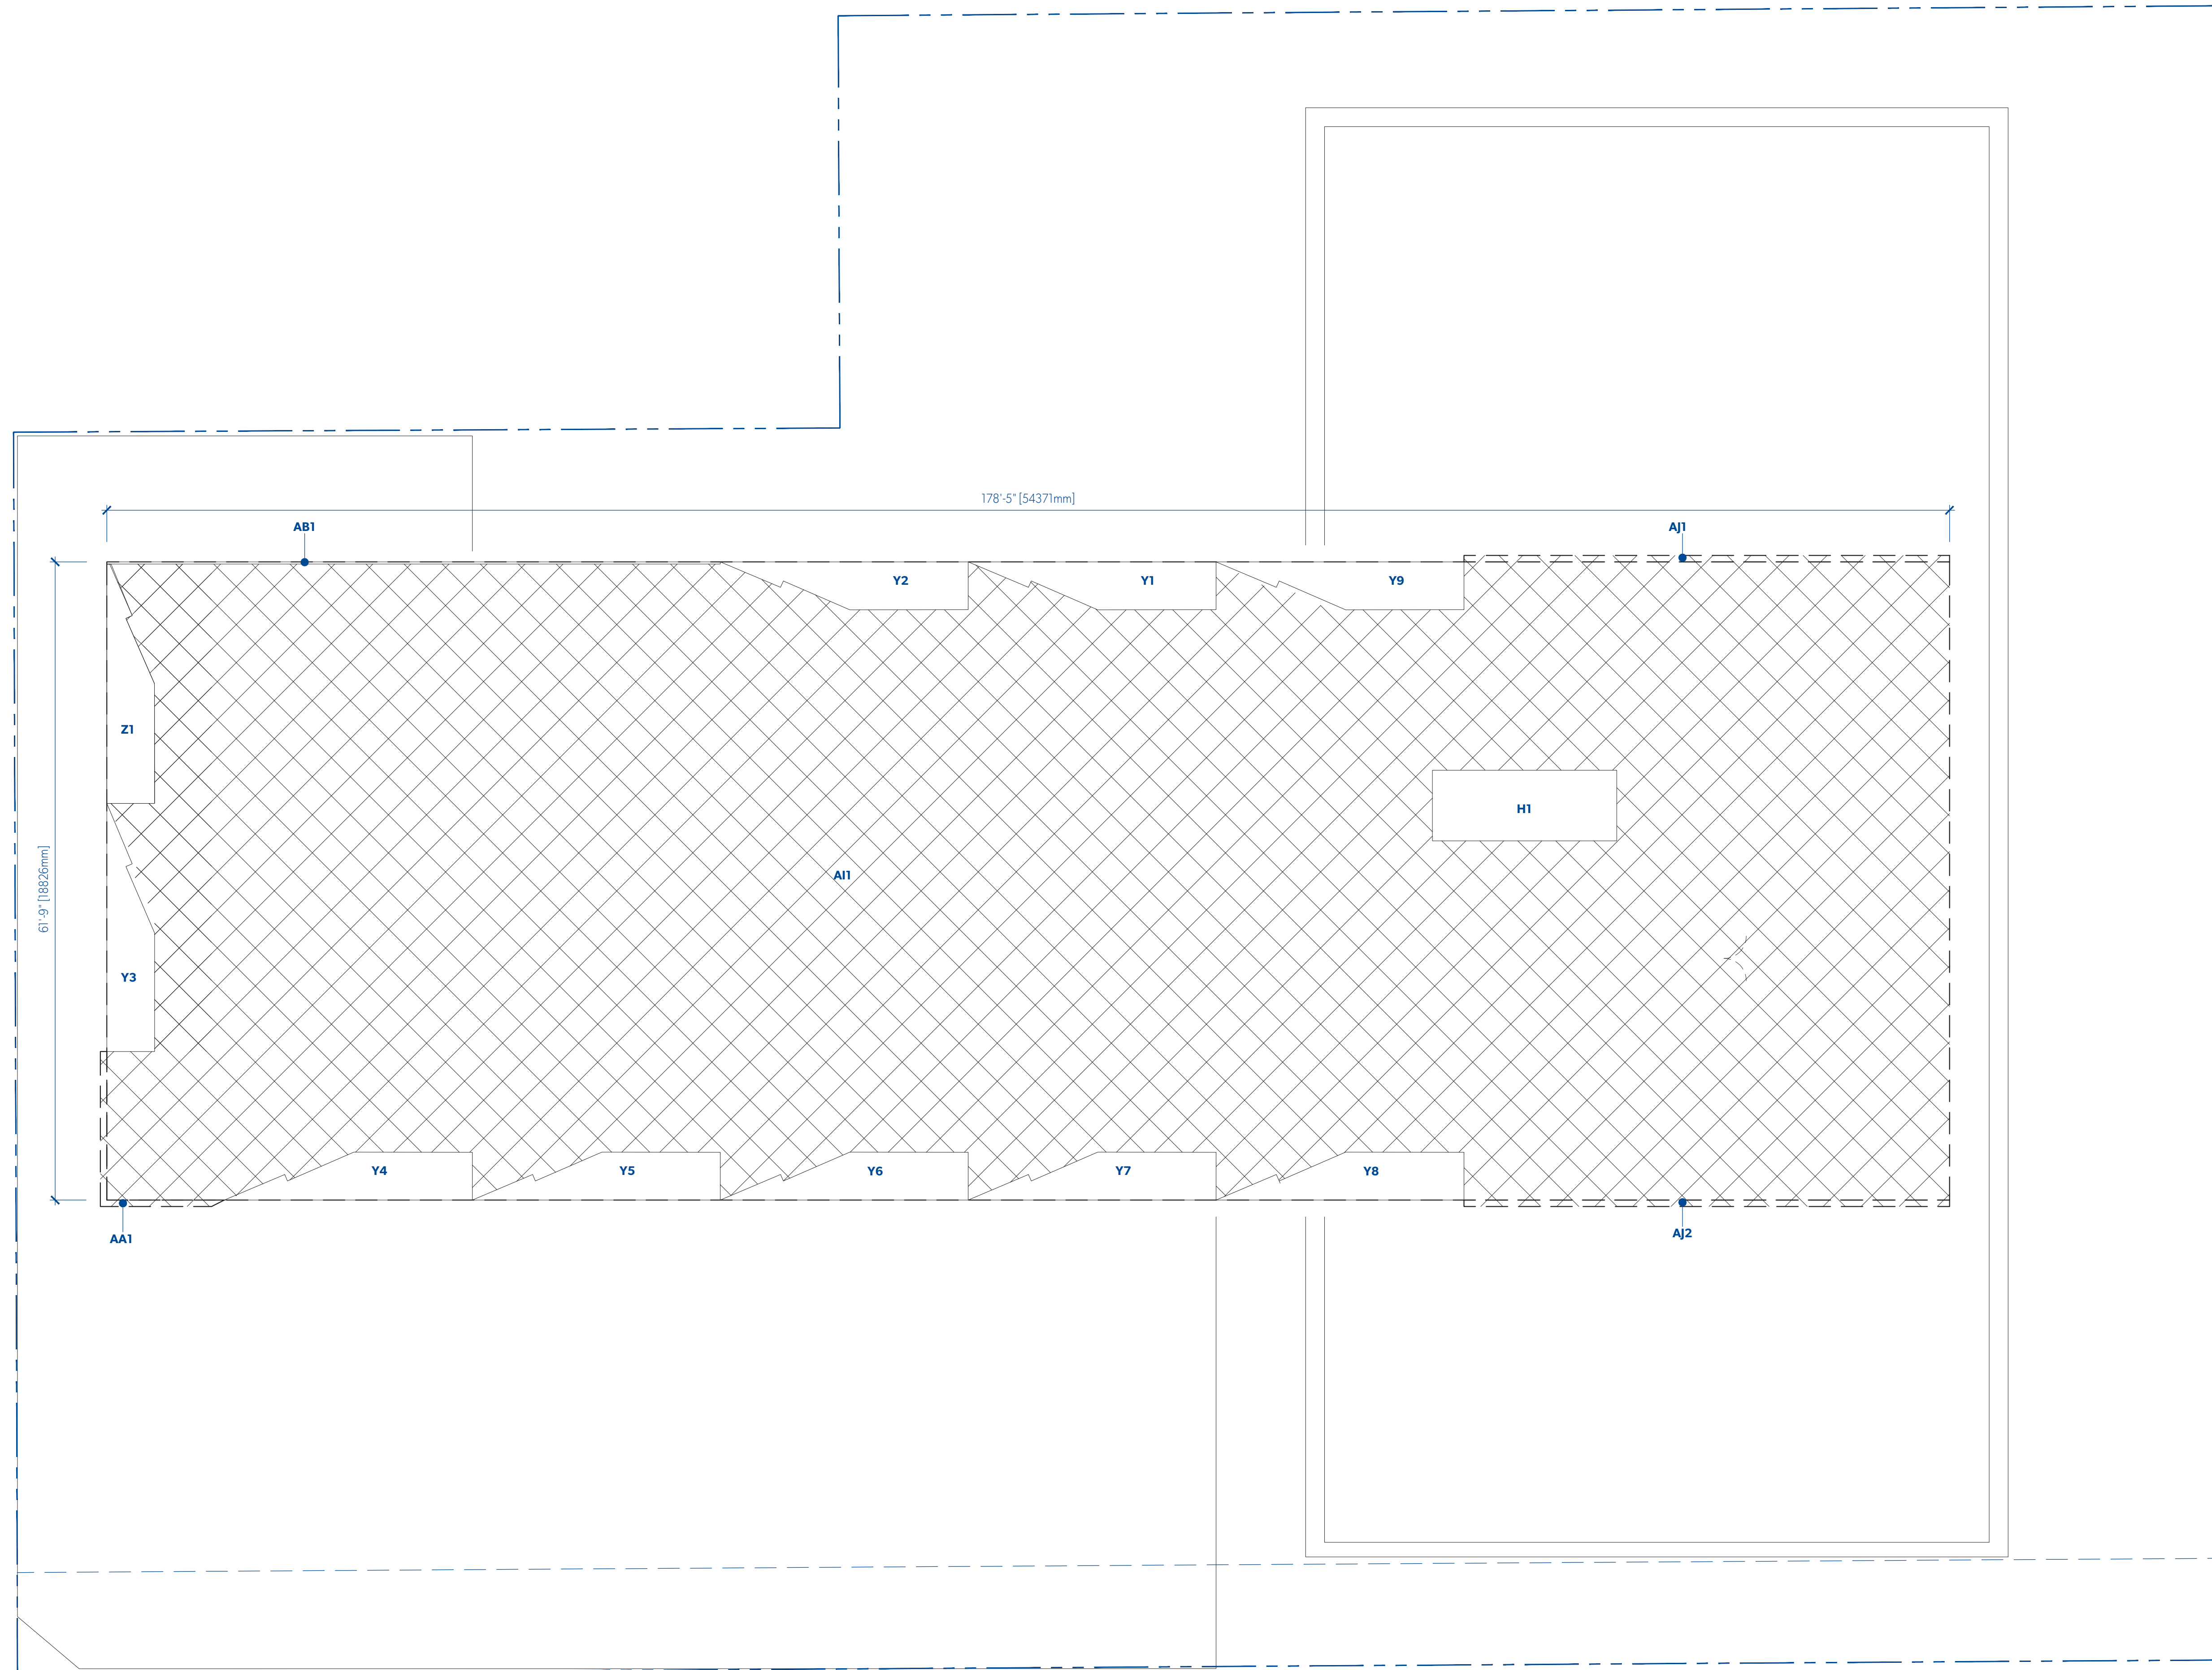 178'-5" [54371mm]
AB1
AJ1
Y2
Y1
Y9
Z1
H1
61'-9" [18826mm]
AI1
Y3
Y4
Y5
Y6
Y7
Y8
AA1
AJ2